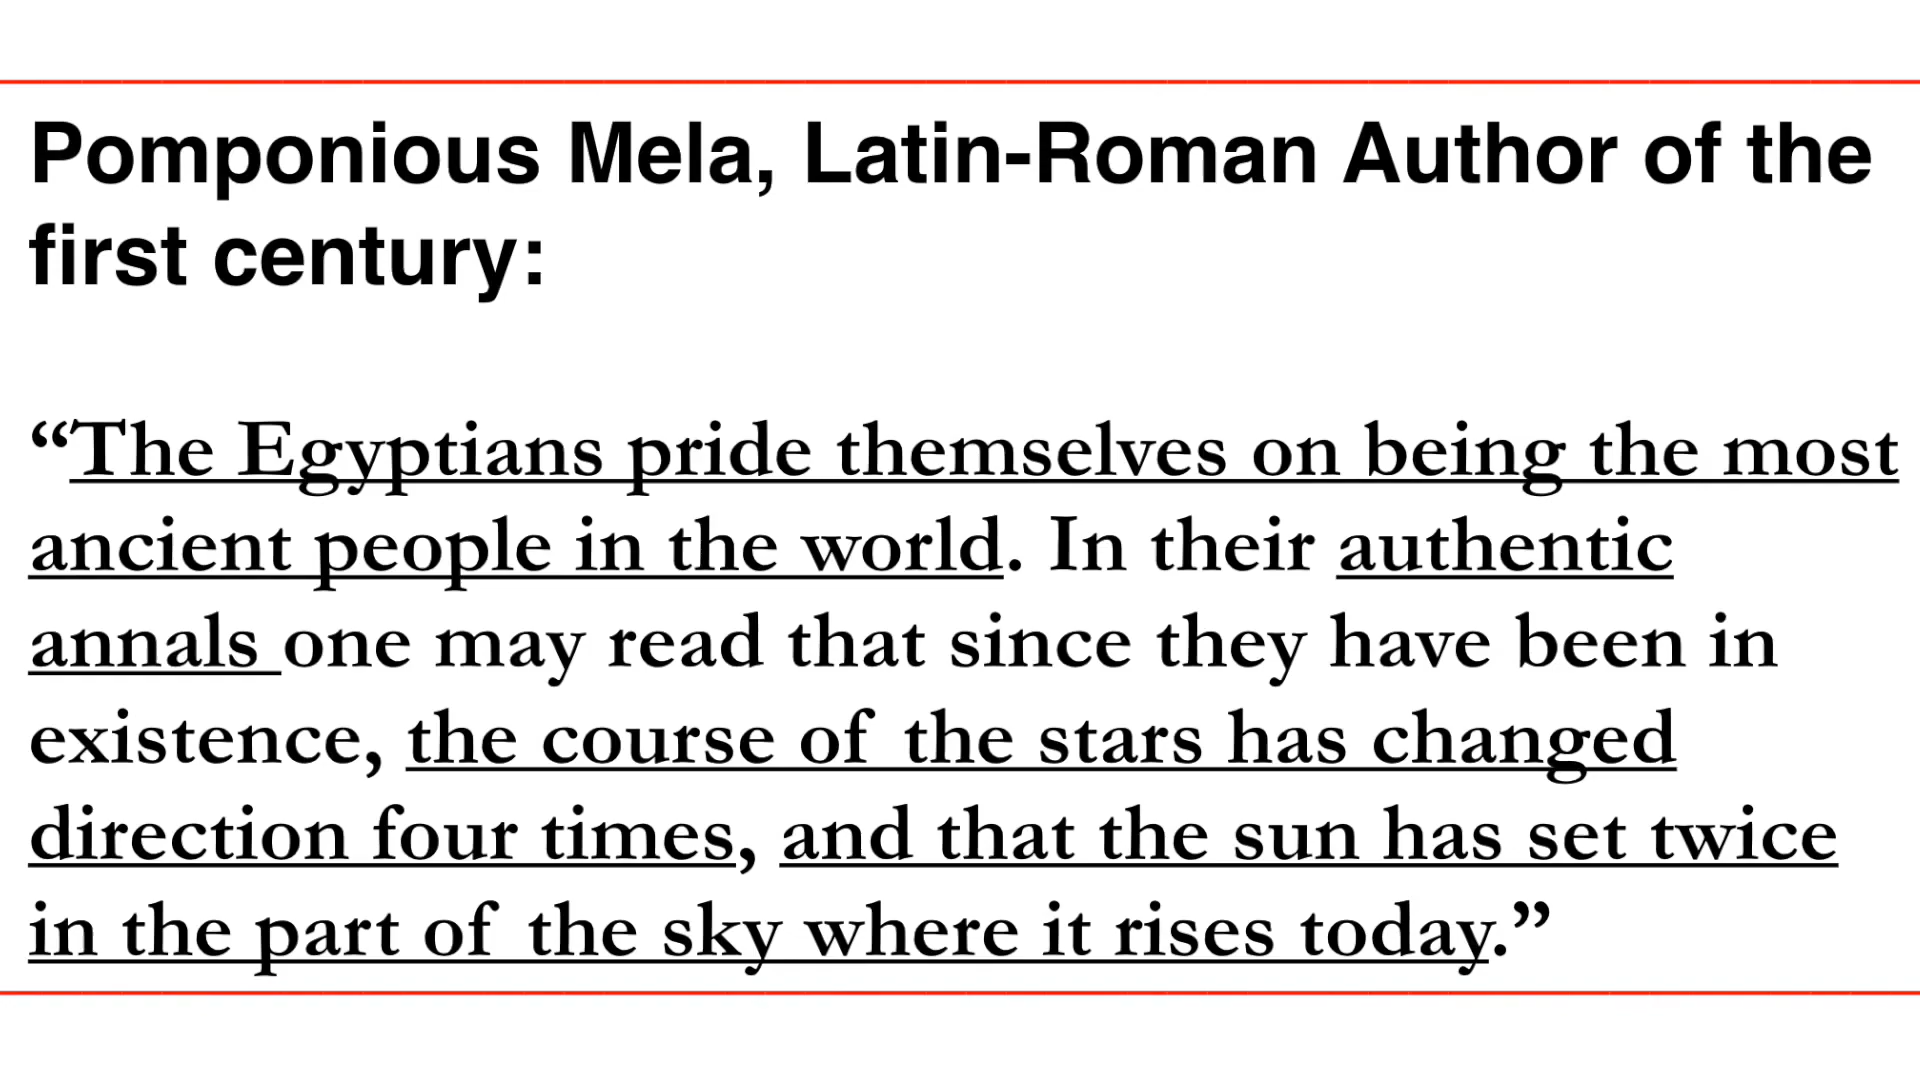 Pomponious Mela, Latin-Roman Author of the
first century:
“The Egyptians pride themselves on being the most
ancient people in the world. In their authentic
annals one may read that since they have been in
existence, the course of the stars has changed
direction four times, and that the sun has set twice
in the part of the sky where it rises today.”